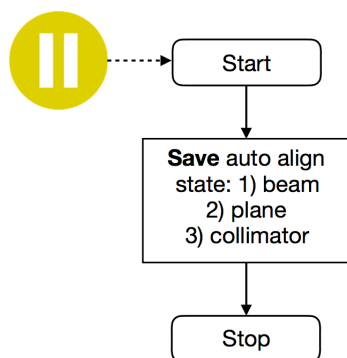 Start
Save auto align
state: 1) beam
2) plane
3) collimator
Stop